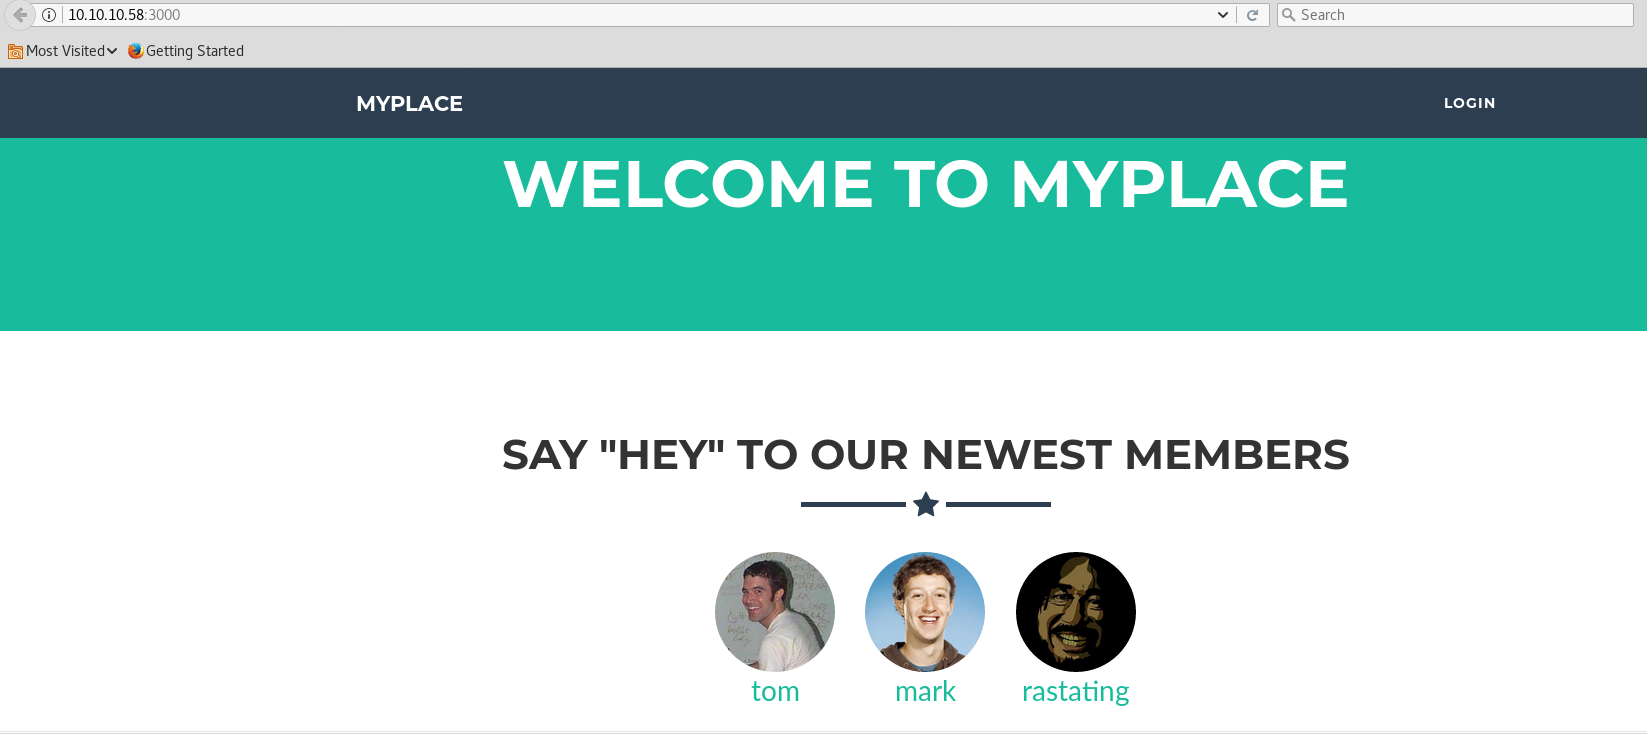 10.10.10.58:3000
Search
Most Visited
Getting Started
MYPLACE
LOGIN
WELCOME TO MYPLACE
SAY "HEY" TO OUR NEWEST MEMBERS
tom
mark
rastating